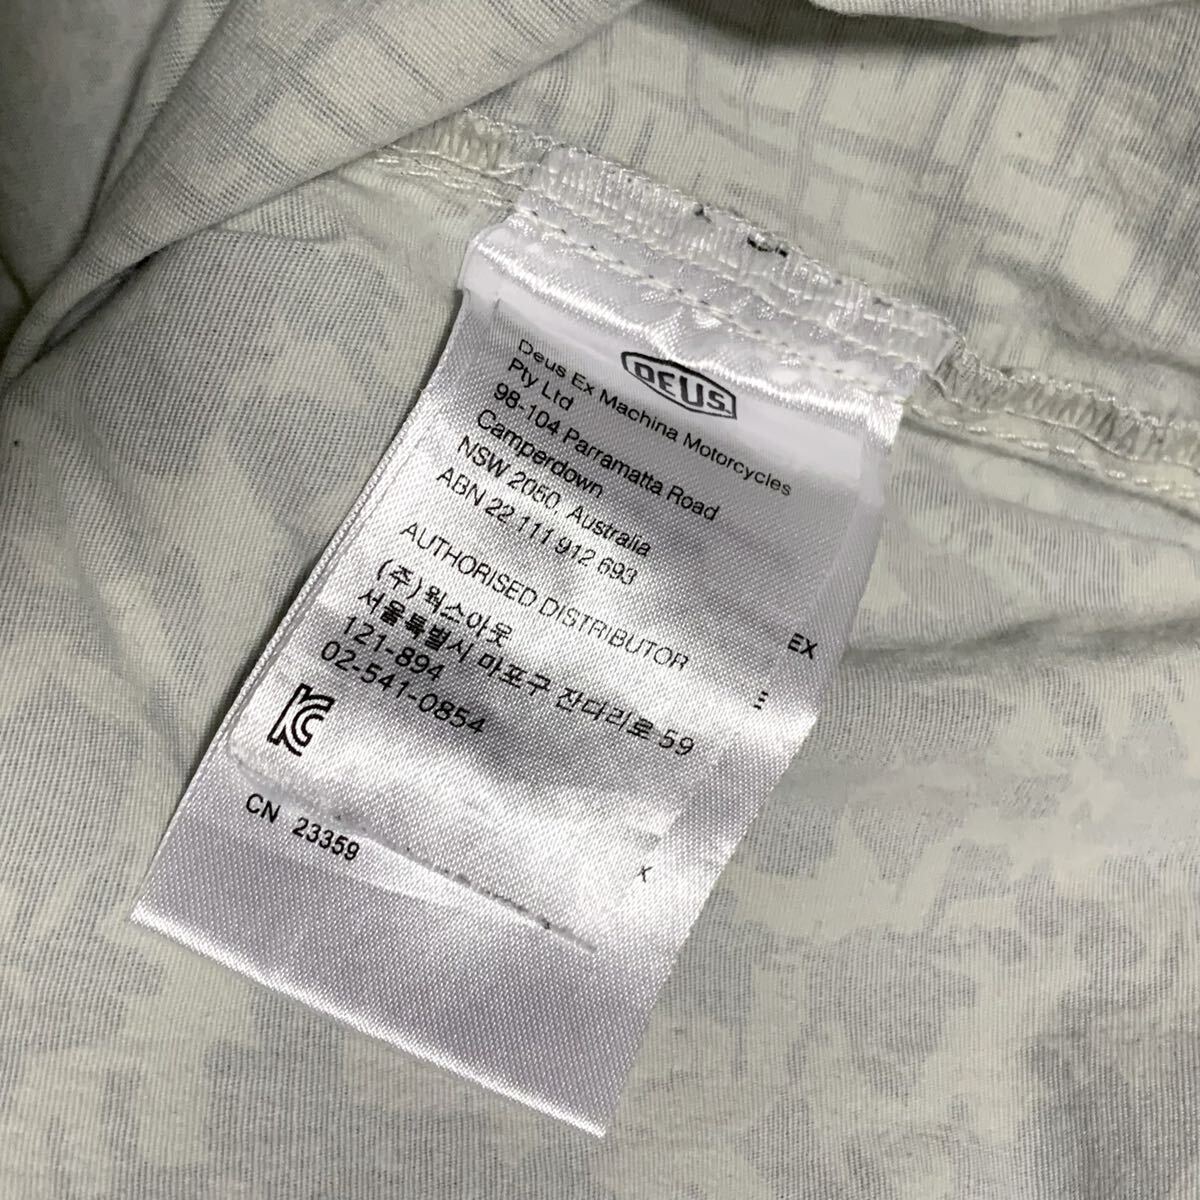 DEUS
Deus Ex Machina Motorcycles
Pty Ltd
98-104 Parramatta Road
Camperdown
NSW 2050, Australia
ABN 22 111 912 693
AUTHORISED DISTRIBUTOR
(주)웍스아웃
서울특별시 마포구 잔다리로 59
121-894
02-541-0854
KC
CN 23359
EX